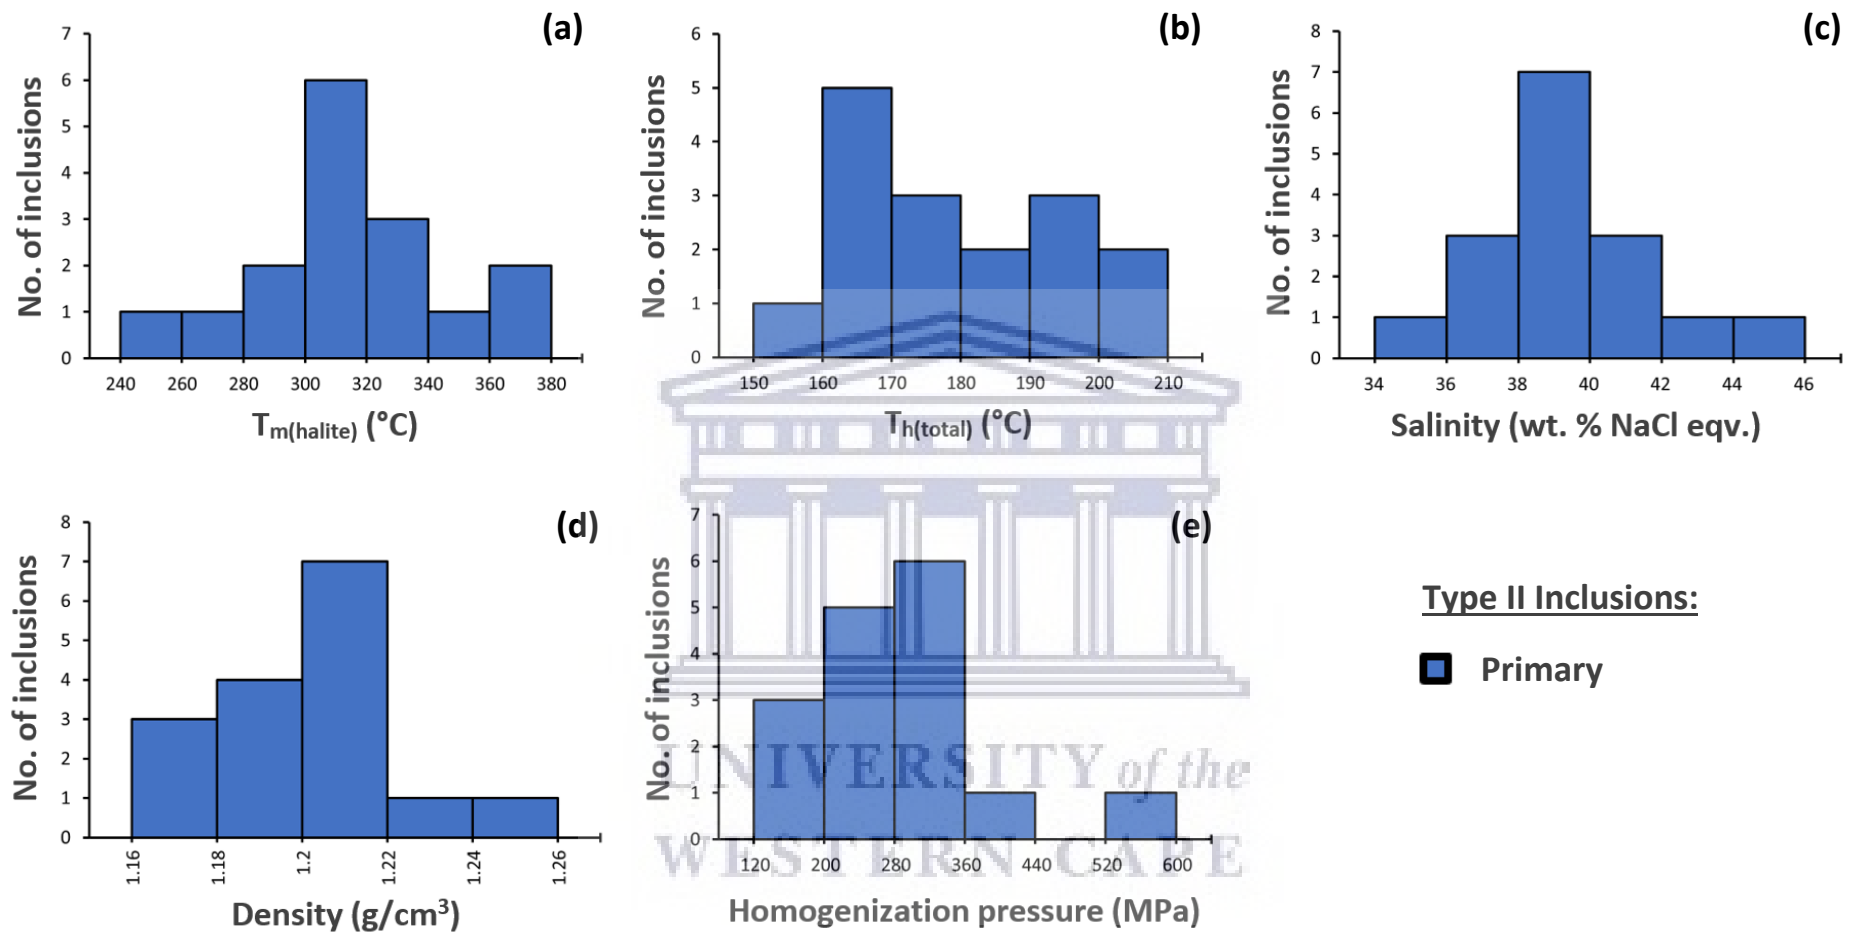 (a)
7
6
5
4
3
2
1
0
No. of inclusions
240 260 280 300 320 340 360 380
Tm(halite) (°C)
(b)
6
5
4
3
2
1
0
No. of inclusions
150 160 170 180 190 200 210
Th(total) (°C)
(c)
8
7
6
5
4
3
2
1
0
No. of inclusions
34 36 38 40 42 44 46
Salinity (wt. % NaCl eqv.)
(d)
8
7
6
5
4
3
2
1
0
No. of inclusions
1.16 1.18 1.2 1.22 1.24 1.26
Density (g/cm³)
(e)
7
6
5
4
3
2
1
0
No. of inclusions
120 200 280 360 440 520 600
Homogenization pressure (MPa)
Type II Inclusions:
Primary
UNIVERSITY of the
WESTERN CAPE